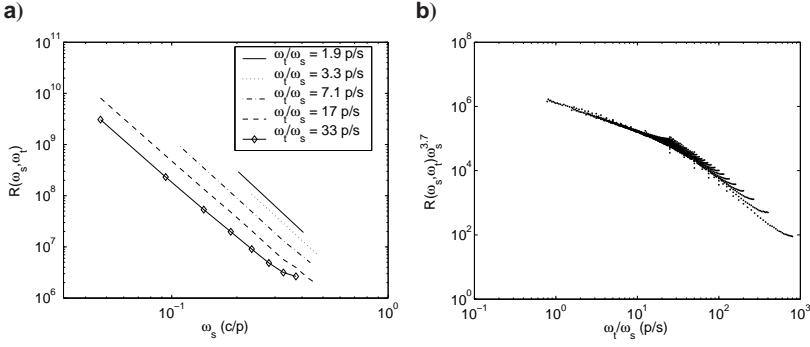 a)
b)
10^11
10^10
10^9
10^8
10^7
10^6
10^-1
10^0
R(ω_s,ω_t)
ω_s (c/p)
ω_t/ω_s = 1.9 p/s
ω_t/ω_s = 3.3 p/s
ω_t/ω_s = 7.1 p/s
ω_t/ω_s = 17 p/s
ω_t/ω_s = 33 p/s
10^8
10^6
10^4
10^2
10^0
10^-1
10^0
10^1
10^2
10^3
R(ω_s,ω_t)ω_s^3.7
ω_t/ω_s (p/s)